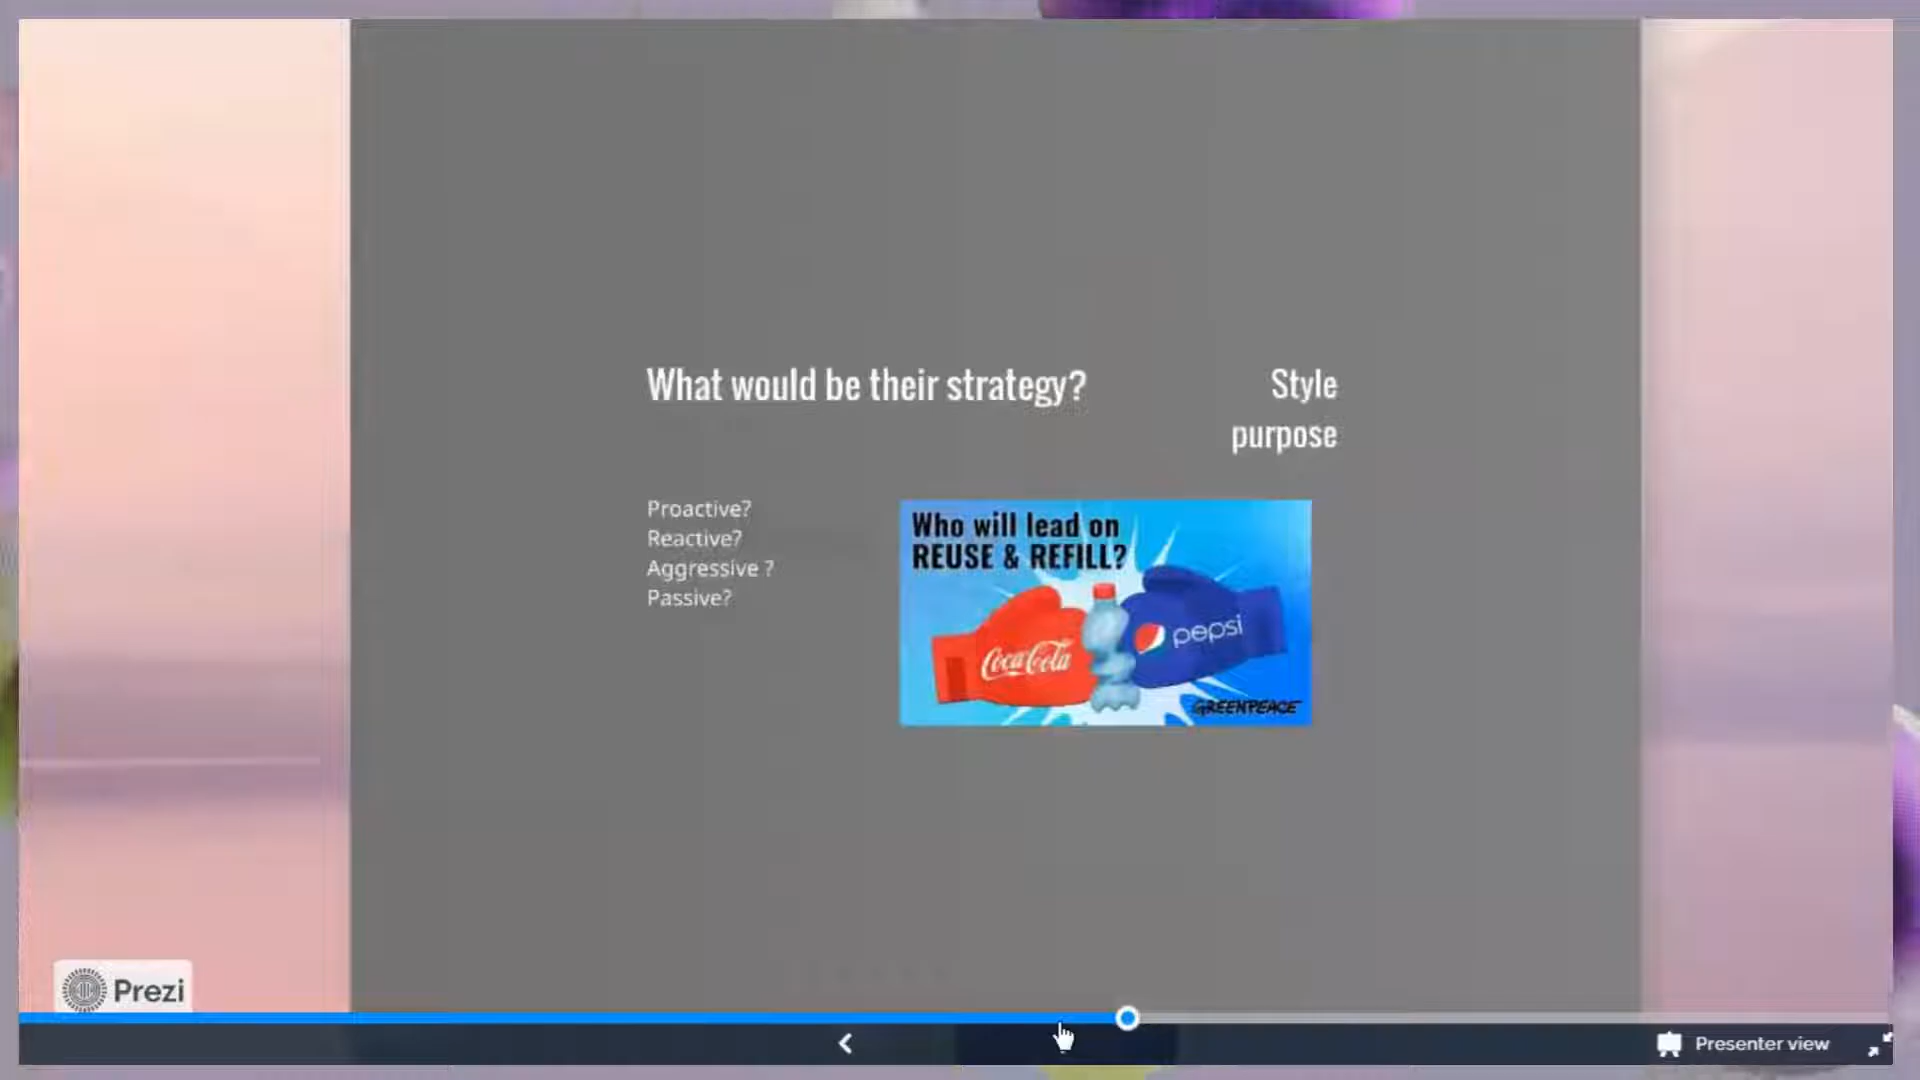 What would be their strategy?
Style
purpose
Proactive?
Reactive?
Aggressive ?
Passive?
Who will lead on
REUSE & REFILL?
Coca-Cola
pepsi
GREENPEACE
Prezi
Presenter view